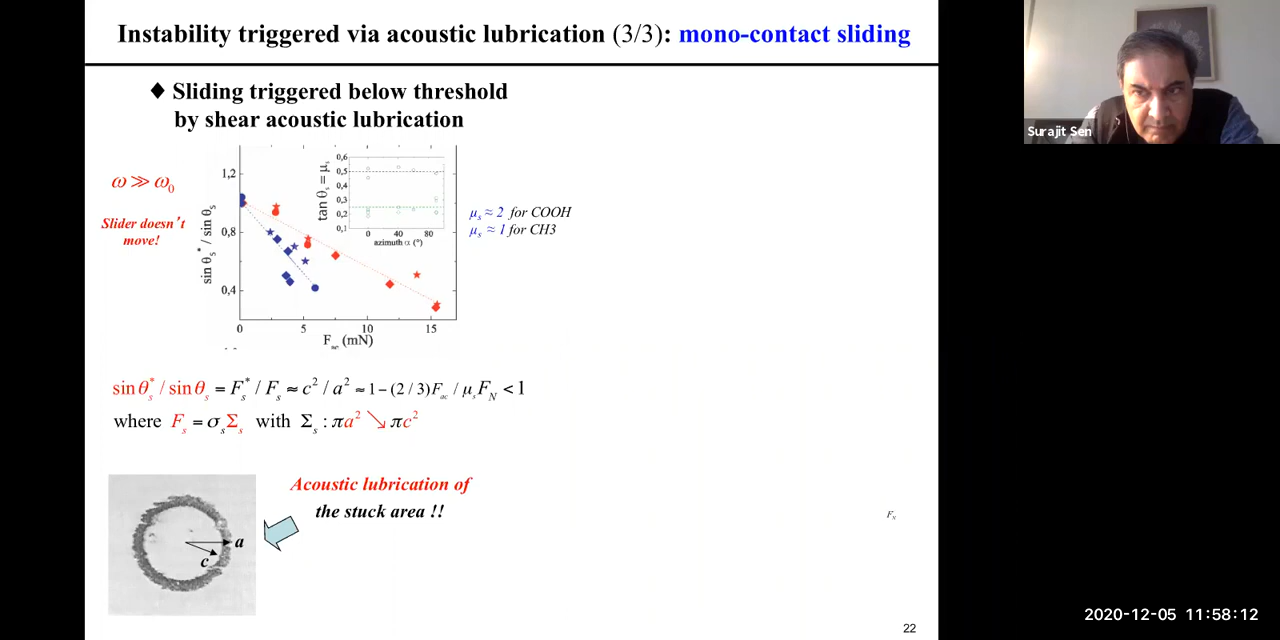 Instability triggered via acoustic lubrication (3/3): mono-contact sliding
♦ Sliding triggered below threshold
by shear acoustic lubrication
ω ≫ ω₀
Slider doesn't
move!
sin θₛ* / sin θₛ
1,2
0,8
0,4
0 5 10 15
Fₐc (mN)
tan θₛ = μₛ
0,6
0,5
0,4
0,3
0,2
0,1
0 40 80
azimuth α (°)
μₛ ≈ 2 for COOH
μₛ ≈ 1 for CH3
sin θₛ* / sin θₛ = Fₛ* / Fₛ ≈ c² / a² ≈ 1 − (2 / 3)Fₐc / μₛFN < 1
where Fₛ = σₛΣₛ with Σₛ : πa² ↘ πc²
Acoustic lubrication of
the stuck area !!
a
c
22
Surajit Sen
2020-12-05 11:58:12